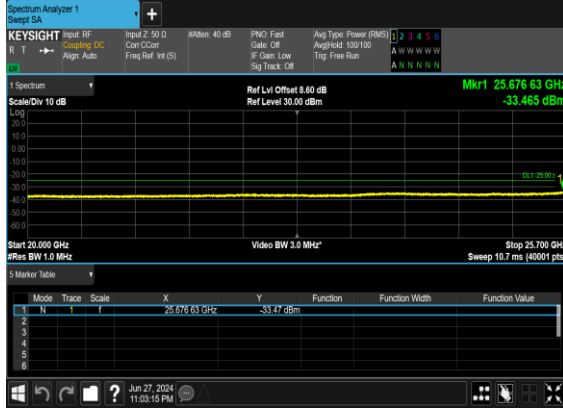 Spectrum Analyzer 1
Swept SA
+
KEYSIGHT Input: RF Input Z: 50 Ω #Atten: 40 dB PNO: Fast Avg Type: Power (RMS) 1 2 3 4 5 6
R T Coupling: DC Corr CCorr Gate: Off Avg|Hold: 100/100 A W W W W W
Align: Auto Freq Ref: Int (S) IF Gain: Low Trig: Free Run
Sig Track: Off A N N N N N
1 Spectrum Ref Lvl Offset 8.60 dB Mkr1 25.676 63 GHz
Scale/Div 10 dB Ref Level 30.00 dBm -33.465 dBm
Log
20.0
10.0
0.00
-10.0
-20.0
-30.0
-40.0
-50.0
-60.0
1
Start 20.000 GHz Video BW 3.0 MHz* Stop 25.700 GHz
#Res BW 1.0 MHz Sweep 10.7 ms (40001 pts)
5 Marker Table
Mode Trace Scale X Y Function Function Width Function Value
1 N 1 f 25.676 63 GHz -33.47 dBm
2
3
4
5
6
? Jun 27, 2024
11:03:15 PM